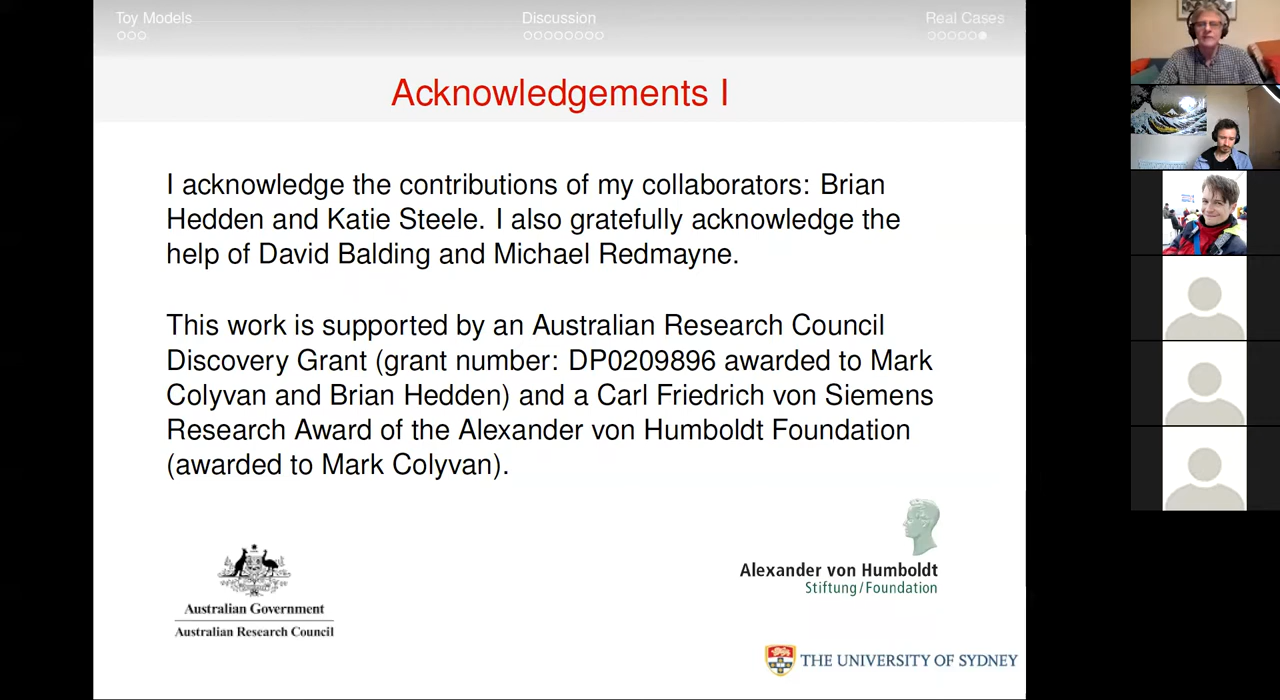 Toy Models
Discussion
Real Cases
Acknowledgements I
I acknowledge the contributions of my collaborators: Brian
Hedden and Katie Steele. I also gratefully acknowledge the
help of David Balding and Michael Redmayne.
This work is supported by an Australian Research Council
Discovery Grant (grant number: DP0209896 awarded to Mark
Colyvan and Brian Hedden) and a Carl Friedrich von Siemens
Research Award of the Alexander von Humboldt Foundation
(awarded to Mark Colyvan).
Australian Government
Australian Research Council
Alexander von Humboldt
Stiftung/Foundation
THE UNIVERSITY OF SYDNEY